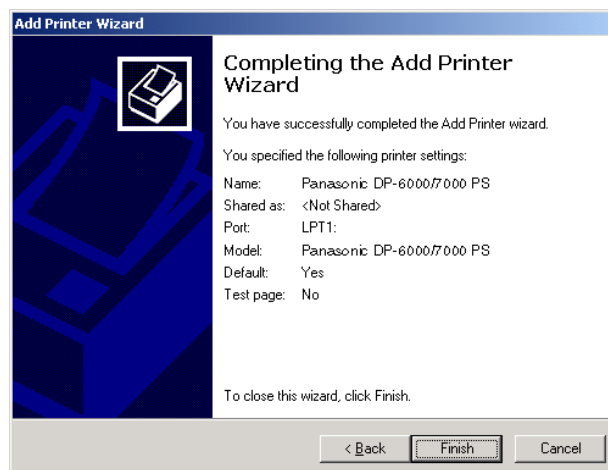 Add Printer Wizard
Completing the Add Printer
Wizard
You have successfully completed the Add Printer wizard.
You specified the following printer settings:
Name: Panasonic DP-6000/7000 PS
Shared as: <Not Shared>
Port: LPT1:
Model: Panasonic DP-6000/7000 PS
Default: Yes
Test page: No
To close this wizard, click Finish.
< Back Finish Cancel